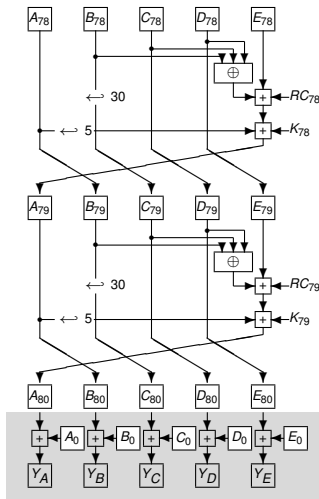 A78 B78 C78 D78 E78
⊕
↩ 30 + RC78
↩ 5 + K78
A79 B79 C79 D79 E79
⊕
↩ 30 + RC79
↩ 5 + K79
A80 B80 C80 D80 E80
+ A0 + B0 + C0 + D0 + E0
YA YB YC YD YE